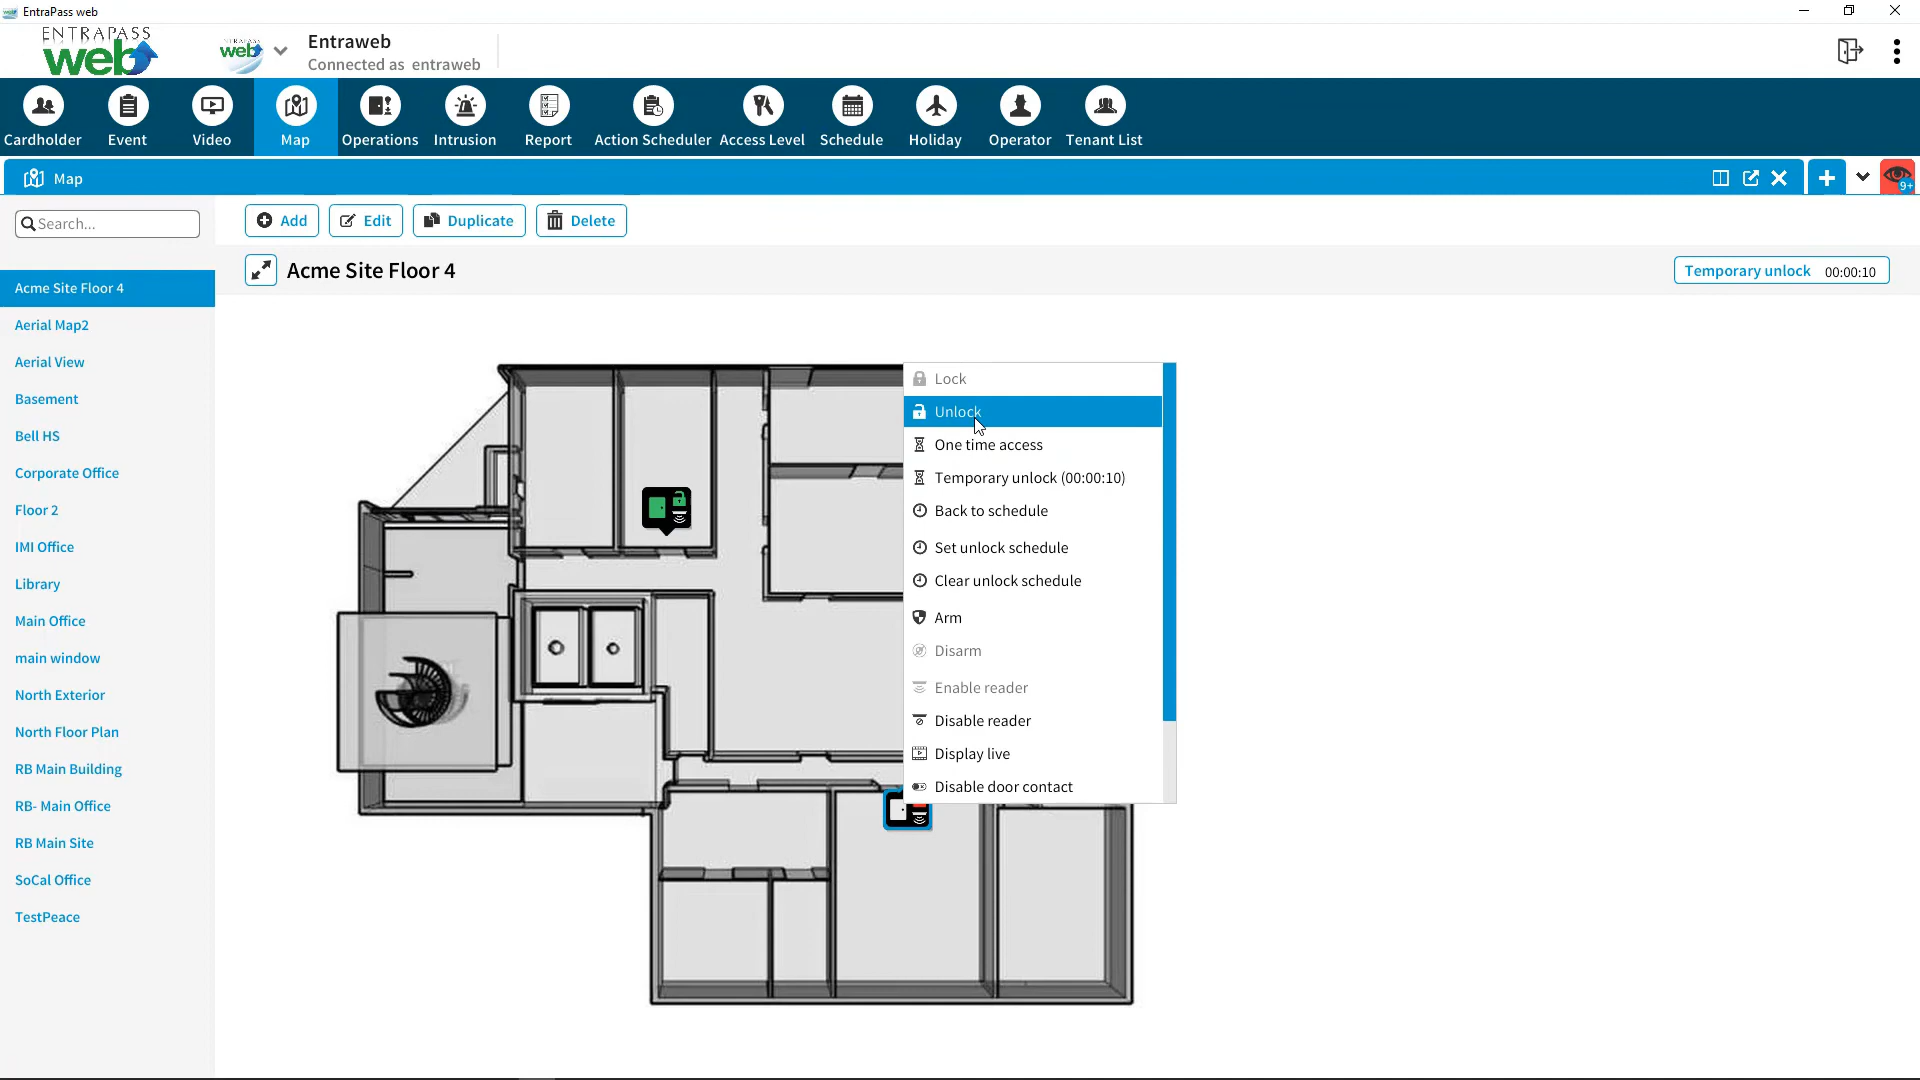 EntraPass web
ENTRAPASS
web
web
Entraweb
Connected as entraweb
Cardholder
Event
Video
Map
Operations
Intrusion
Report
Action Scheduler
Access Level
Schedule
Holiday
Operator
Tenant List
Map
9+
Search...
Add
Edit
Duplicate
Delete
Acme Site Floor 4
Temporary unlock 00:00:10
Acme Site Floor 4
Aerial Map2
Aerial View
Basement
Bell HS
Corporate Office
Floor 2
IMI Office
Library
Main Office
main window
North Exterior
North Floor Plan
RB Main Building
RB- Main Office
RB Main Site
SoCal Office
TestPeace
Lock
Unlock
One time access
Temporary unlock (00:00:10)
Back to schedule
Set unlock schedule
Clear unlock schedule
Arm
Disarm
Enable reader
Disable reader
Display live
Disable door contact